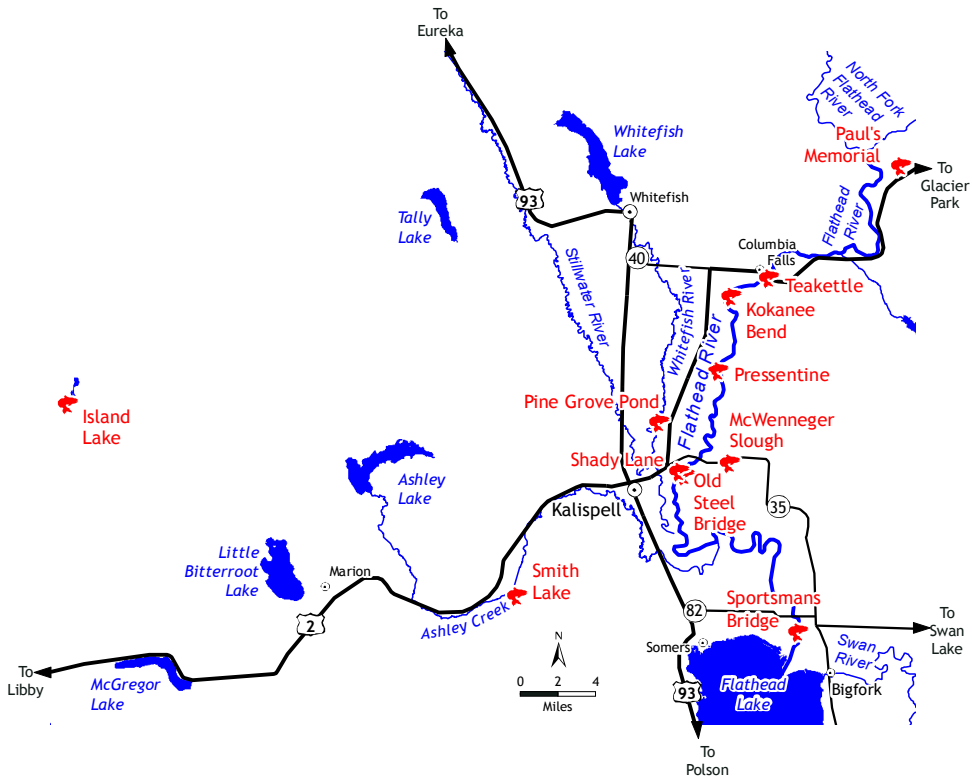 To
Eureka
North Fork
Flathead
River
Whitefish
Lake
Paul's
Memorial
To
Glacier
Park
93
Whitefish
Tally
Lake
Flathead
River
Columbia
Falls
40
Stillwater River
Whitefish River
Teakettle
Kokanee
Bend
Flathead River
Pressentine
Island
Lake
Pine Grove Pond
McWenneger
Slough
Shady Lane
Ashley
Lake
Old
Steel
Bridge
Kalispell
35
Little
Bitterroot
Lake
Marion
Smith
Lake
Sportsmans
Bridge
82
To
Swan
Lake
2
Ashley Creek
N
Somers
Swan
River
To
Libby
McGregor
Lake
0 2 4
Miles
93
Flathead
Lake
Bigfork
To
Polson